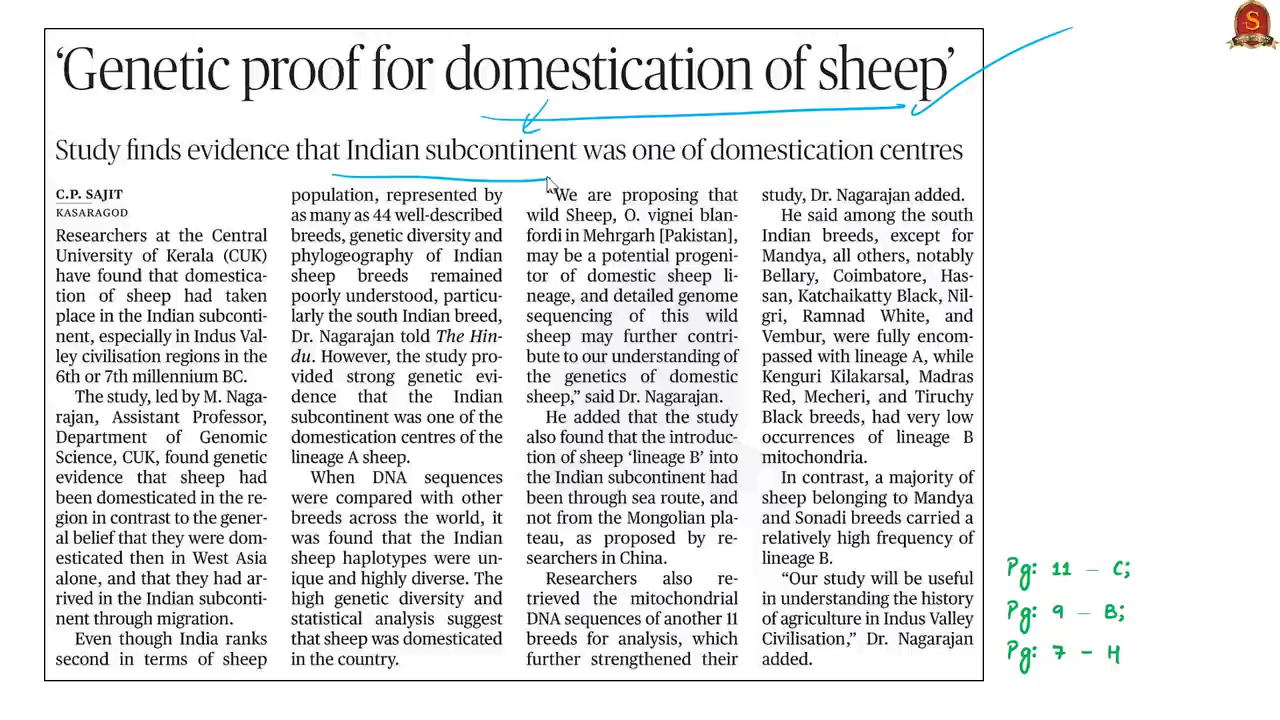 ‘Genetic proof for domestication of sheep’
Study finds evidence that Indian subcontinent was one of domestication centres
C.P. SAJIT
KASARAGOD
Researchers at the Central
University of Kerala (CUK)
have found that domestica-
tion of sheep had taken
place in the Indian subconti-
nent, especially in Indus Val-
ley civilisation regions in the
6th or 7th millennium BC.
The study, led by M. Naga-
rajan, Assistant Professor,
Department of Genomic
Science, CUK, found genetic
evidence that sheep had
been domesticated in the re-
gion in contrast to the gener-
al belief that they were dom-
esticated then in West Asia
alone, and that they had ar-
rived in the Indian subconti-
nent through migration.
Even though India ranks
second in terms of sheep
population, represented by
as many as 44 well-described
breeds, genetic diversity and
phylogeography of Indian
sheep breeds remained
poorly understood, particu-
larly the south Indian breed,
Dr. Nagarajan told The Hin-
du. However, the study pro-
vided strong genetic evi-
dence that the Indian
subcontinent was one of the
domestication centres of the
lineage A sheep.
When DNA sequences
were compared with other
breeds across the world, it
was found that the Indian
sheep haplotypes were un-
ique and highly diverse. The
high genetic diversity and
statistical analysis suggest
that sheep was domesticated
in the country.
“We are proposing that
wild Sheep, O. vignei blan-
fordi in Mehrgarh [Pakistan],
may be a potential progeni-
tor of domestic sheep li-
neage, and detailed genome
sequencing of this wild
sheep may further contri-
bute to our understanding of
the genetics of domestic
sheep,” said Dr. Nagarajan.
He added that the study
also found that the introduc-
tion of sheep ‘lineage B’ into
the Indian subcontinent had
been through sea route, and
not from the Mongolian pla-
teau, as proposed by re-
searchers in China.
Researchers also re-
trieved the mitochondrial
DNA sequences of another 11
breeds for analysis, which
further strengthened their
study, Dr. Nagarajan added.
He said among the south
Indian breeds, except for
Mandya, all others, notably
Bellary, Coimbatore, Has-
san, Katchaikatty Black, Nil-
gri, Ramnad White, and
Vembur, were fully encom-
passed with lineage A, while
Kenguri Kilakarsal, Madras
Red, Mecheri, and Tiruchy
Black breeds, had very low
occurrences of lineage B
mitochondria.
In contrast, a majority of
sheep belonging to Mandya
and Sonadi breeds carried a
relatively high frequency of
lineage B.
“Our study will be useful
in understanding the history
of agriculture in Indus Valley
Civilisation,” Dr. Nagarajan
added.
S
Pg: 11 – C;
Pg: 9 – B;
Pg: 7 – H